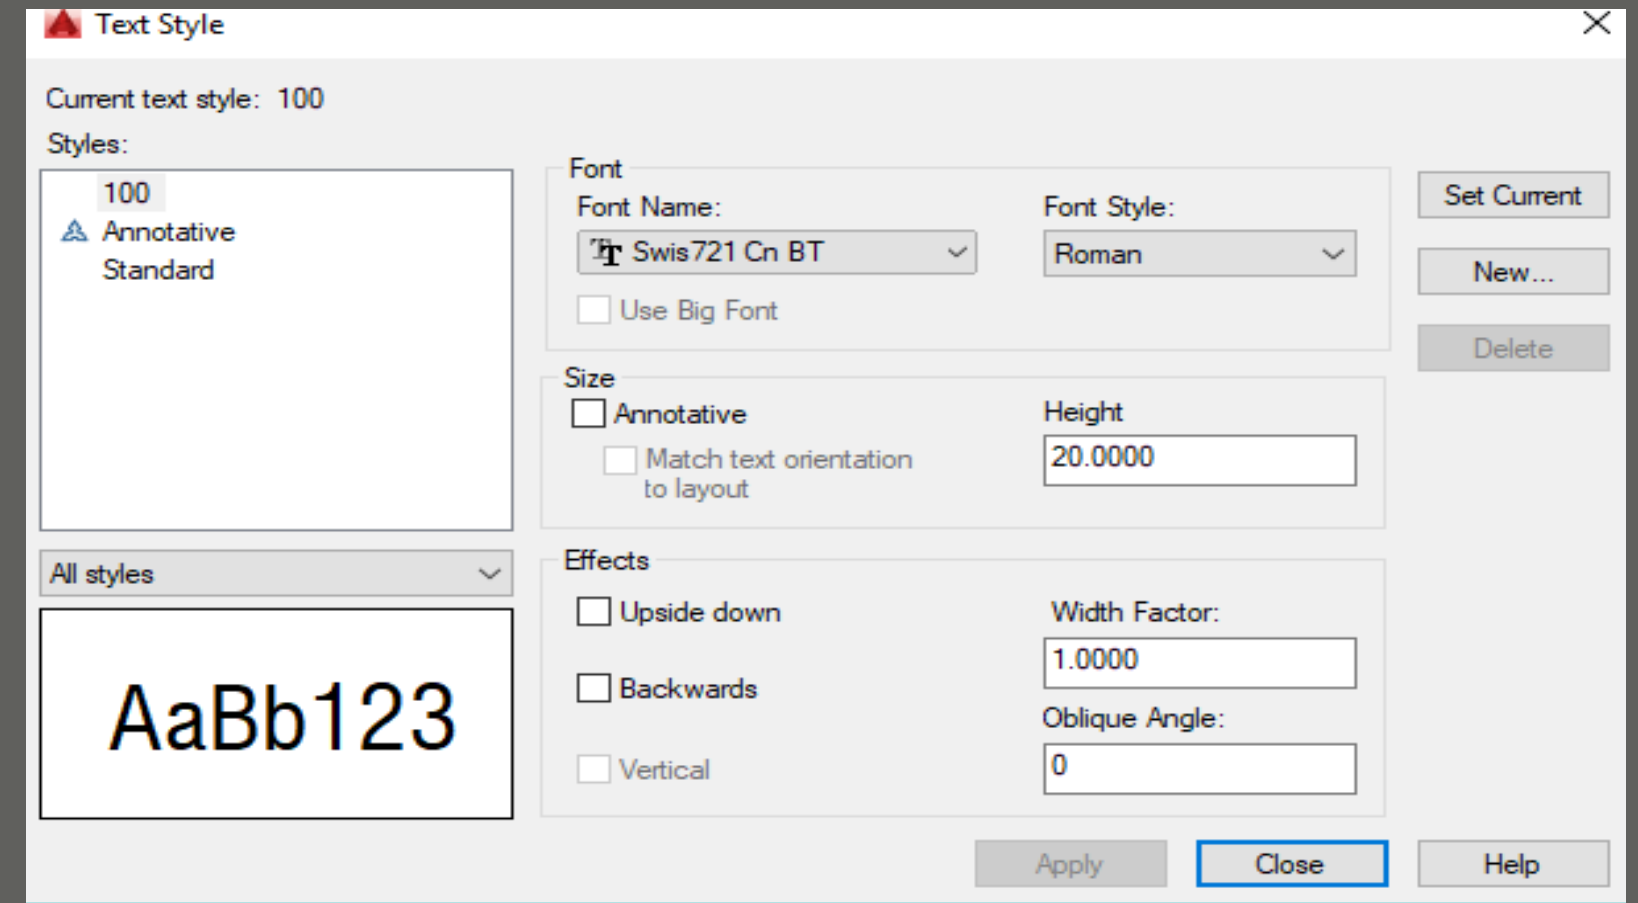 Text Style
Current text style: 100
Styles:
100
Annotative
Standard
All styles
AaBb123
Font
Font Name:
Swis721 Cn BT
Use Big Font
Font Style:
Roman
Size
Annotative
Match text orientation
to layout
Height
20.0000
Effects
Upside down
Backwards
Vertical
Width Factor:
1.0000
Oblique Angle:
0
Set Current
New...
Delete
Apply
Close
Help